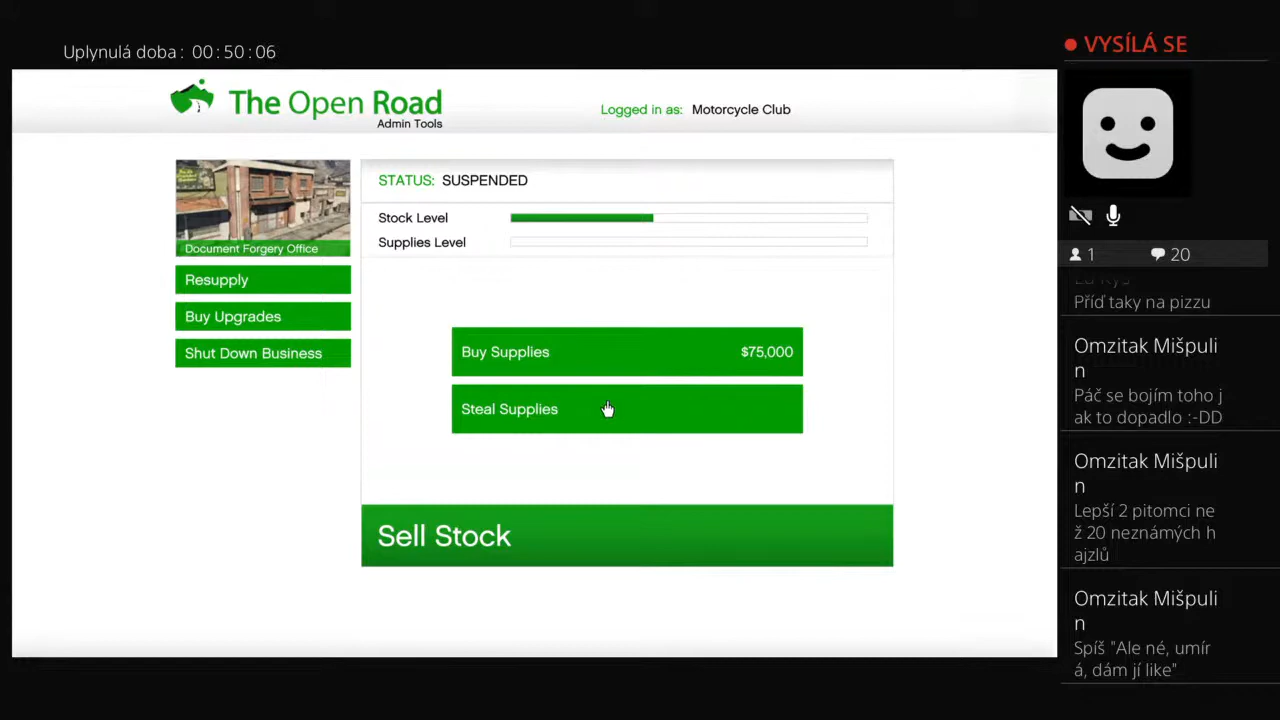 Uplynulá doba: 00:50:06
VYSÍLÁ SE
The Open Road
Admin Tools
Logged in as: Motorcycle Club
Document Forgery Office
Resupply
Buy Upgrades
Shut Down Business
STATUS: SUSPENDED
Stock Level
Supplies Level
Buy Supplies $75,000
Steal Supplies
Sell Stock
1 20
Příď taky na pizzu
Omzitak Mišpuli
n
Páč se bojím toho j
ak to dopadlo :-DD
Omzitak Mišpuli
n
Lepší 2 pitomci ne
ž 20 neznámých h
ajzlů
Omzitak Mišpuli
n
Spíš "Ale né, umír
á, dám jí like"